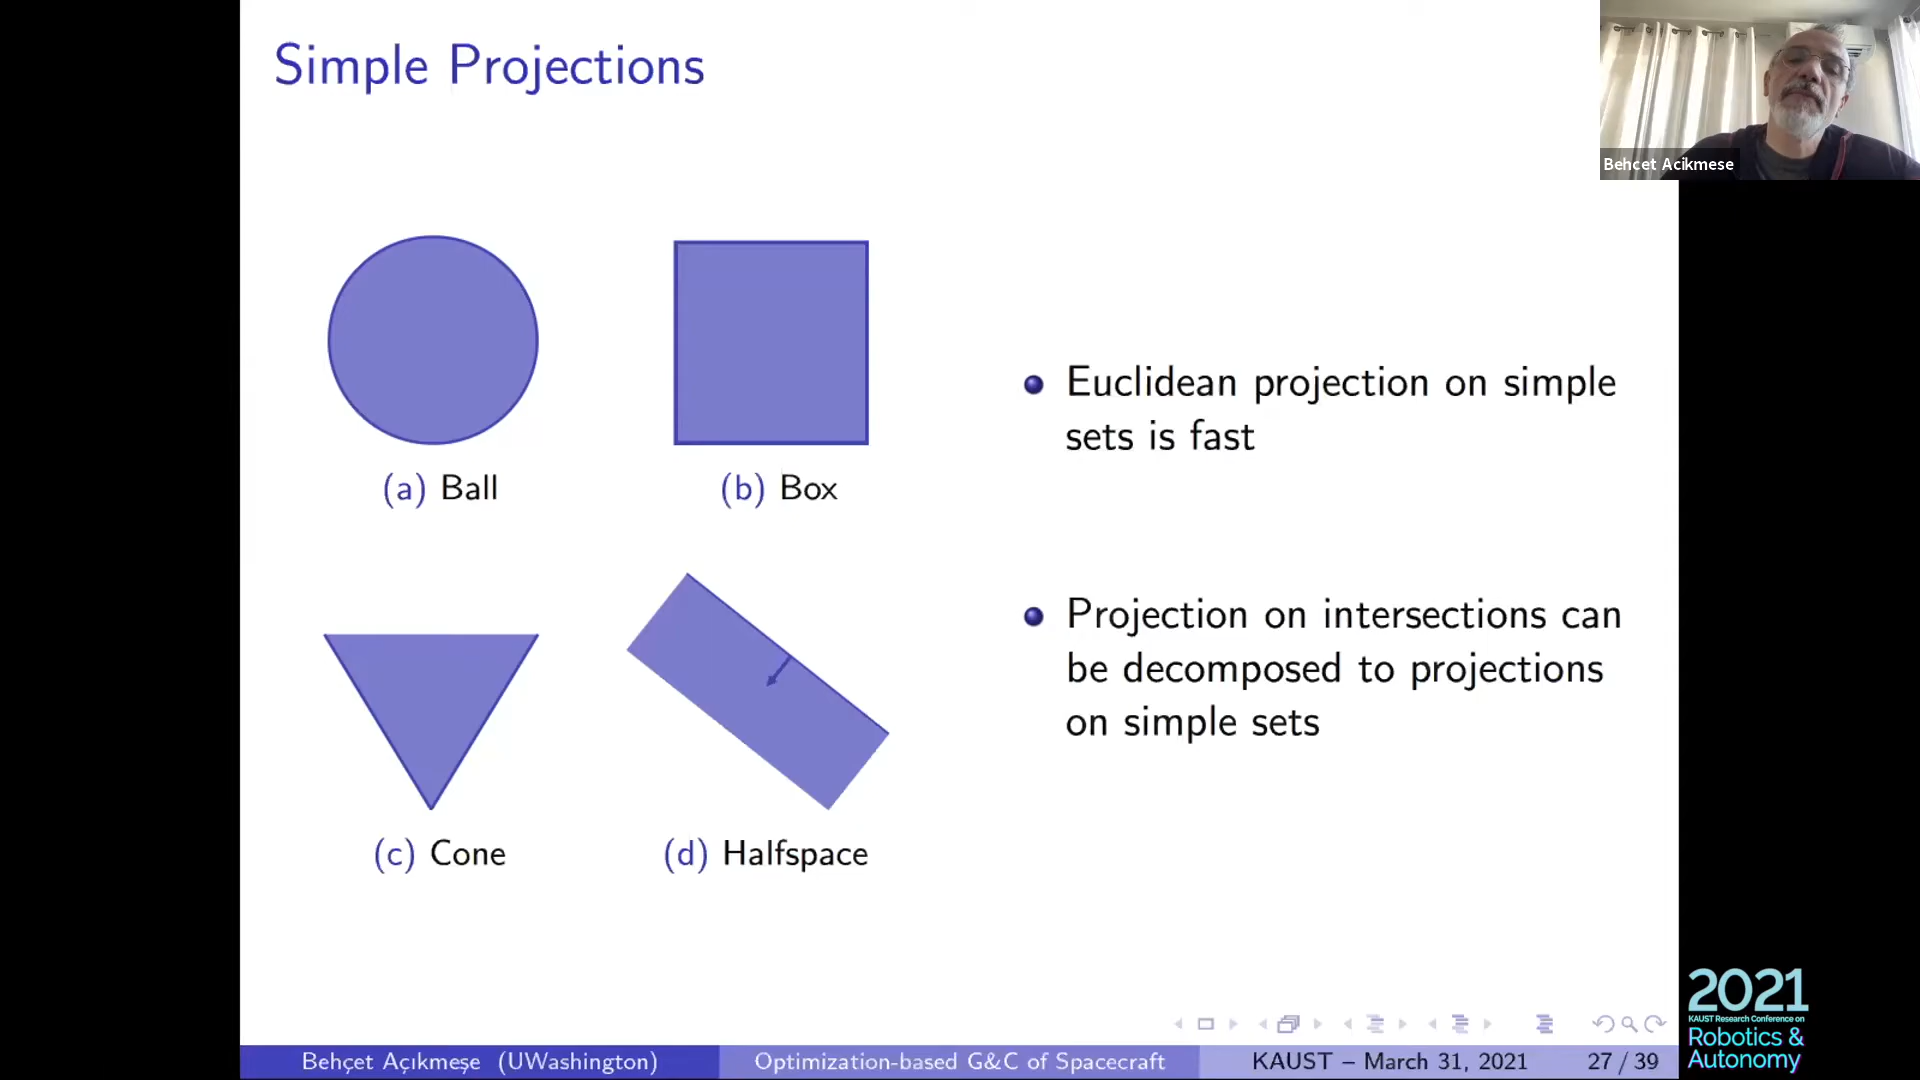 Simple Projections
Behcet Acikmese
(a) Ball
(b) Box
(c) Cone
(d) Halfspace
Euclidean projection on simple
sets is fast
Projection on intersections can
be decomposed to projections
on simple sets
Behçet Açıkmeşe (UWashington)
Optimization-based G&C of Spacecraft
KAUST – March 31, 2021
27 / 39
2021
KAUST Research Conference on
Robotics &
Autonomy